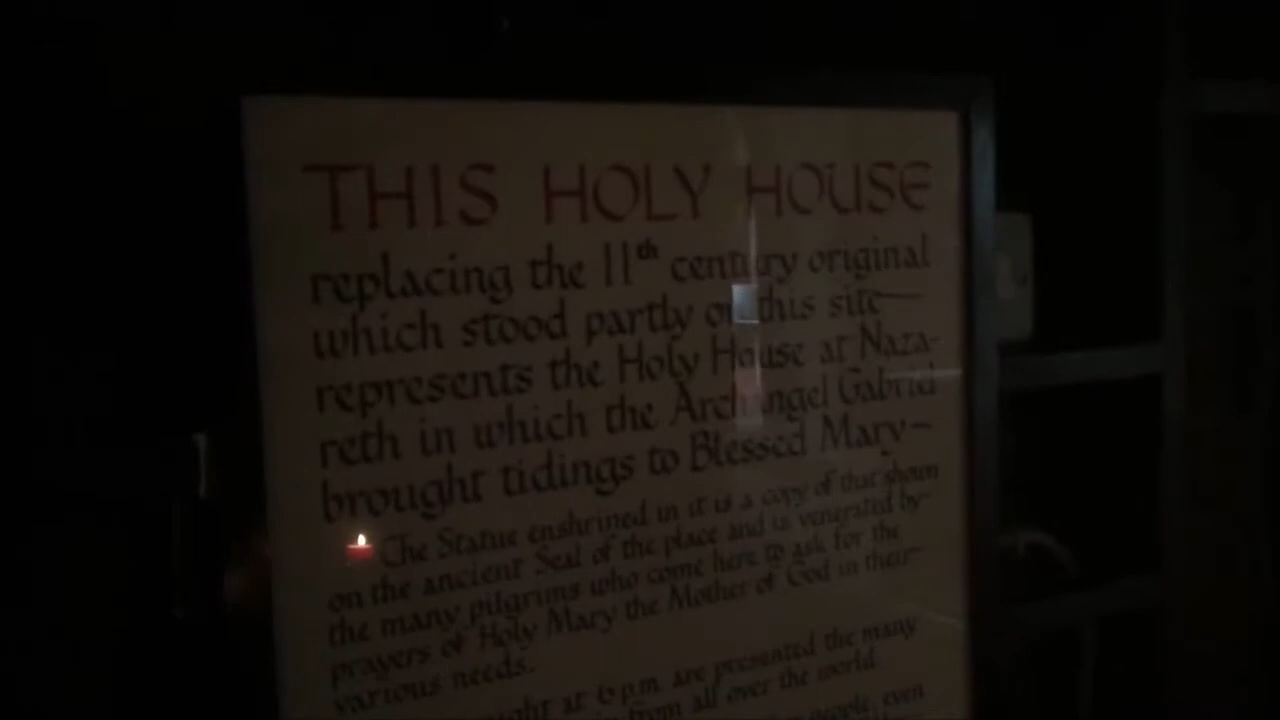 THIS HOLY HOUSE
replacing the 11th century original
which stood partly on this site
represents the Holy House at Naza-
reth in which the Archangel Gabriel
brought tidings to Blessed Mary
The Statue enshrined in it is a copy of that shown
on the ancient Seal of the place and is venerated by
the many pilgrims who come here to ask for the
prayers of Holy Mary the Mother of God in their
various needs.
at 6 p.m. are presented the many
from all over the world.
people, even